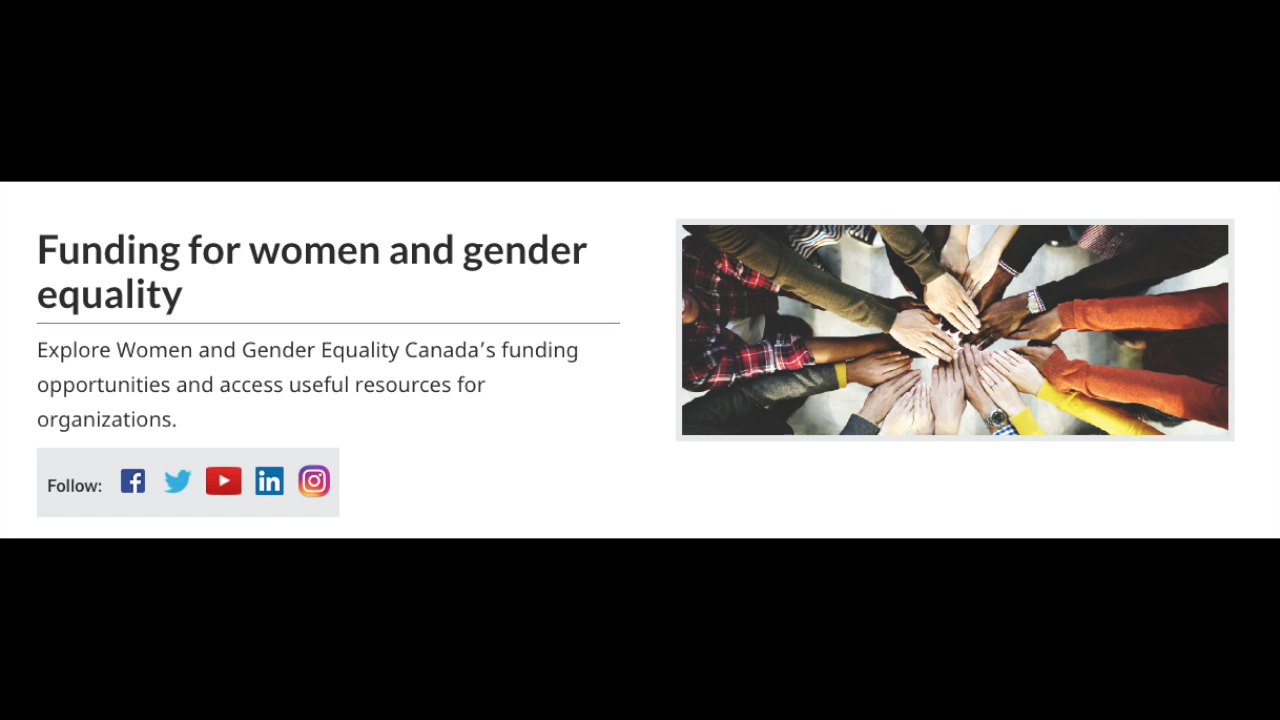 Funding for women and gender
equality
Explore Women and Gender Equality Canada’s funding
opportunities and access useful resources for
organizations.
Follow: